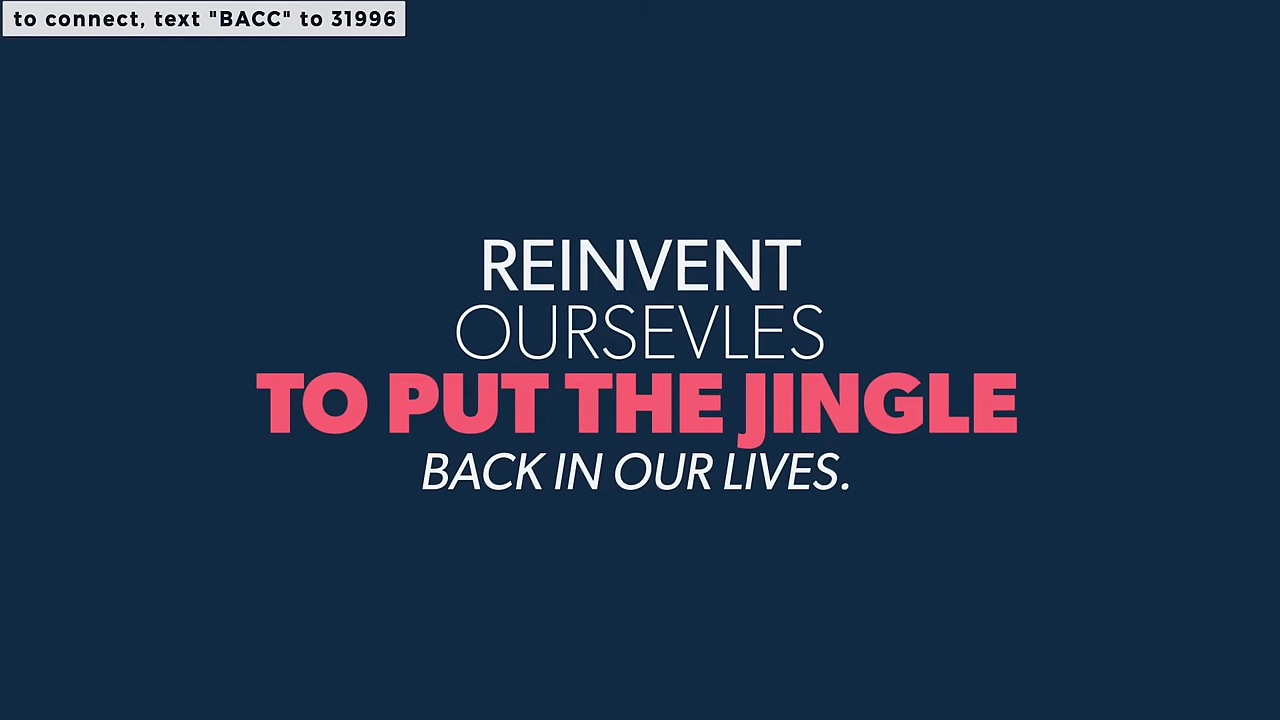 to connect, text "BACC" to 31996
REINVENT
OURSEVLES
TO PUT THE JINGLE
BACK IN OUR LIVES.